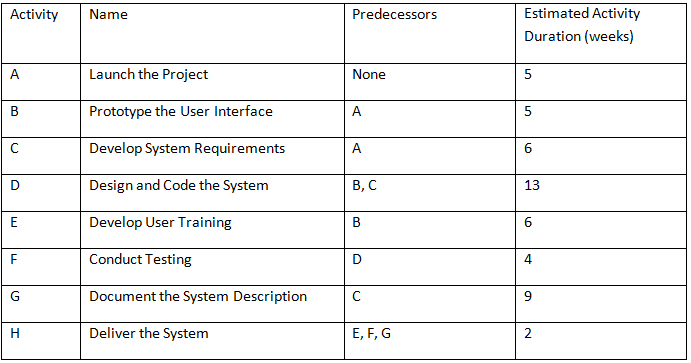 Activity Name Predecessors Estimated Activity
Duration (weeks)
A Launch the Project None 5
B Prototype the User Interface A 5
C Develop System Requirements A 6
D Design and Code the System B, C 13
E Develop User Training B 6
F Conduct Testing D 4
G Document the System Description C 9
H Deliver the System E, F, G 2